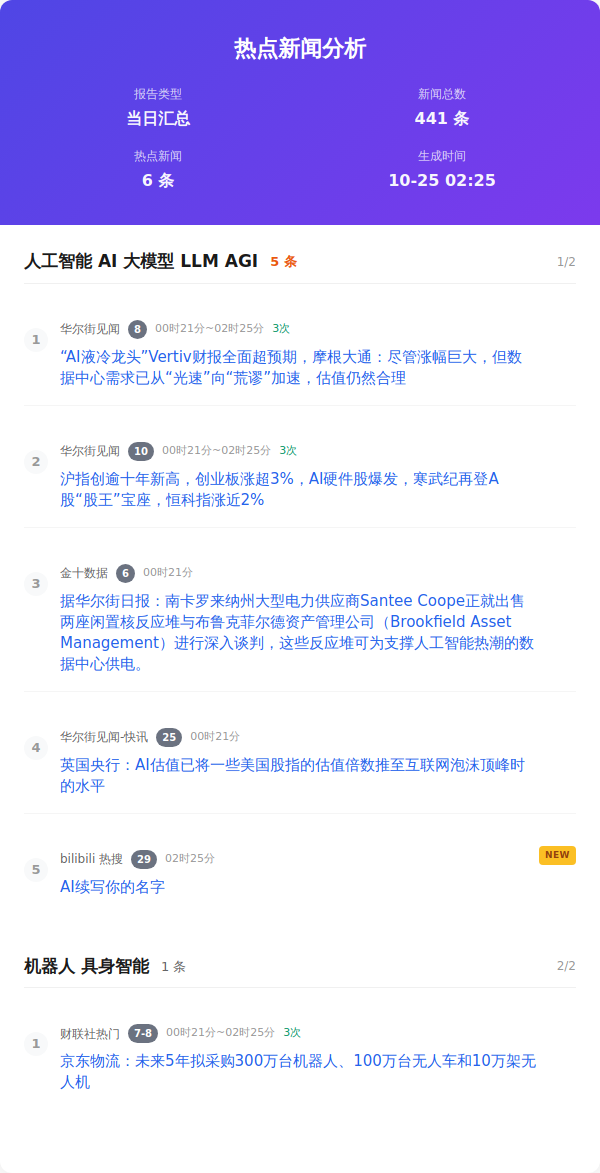 热点新闻分析
报告类型
新闻总数
当日汇总
441 条
热点新闻
生成时间
6 条
10-25 02:25
人工智能 AI 大模型 LLM AGI 5 条 1/2
1
华尔街见闻 8 00时21分~02时25分 3次
“AI液冷龙头”Vertiv财报全面超预期，摩根大通：尽管涨幅巨大，但数
据中心需求已从“光速”向“荒谬”加速，估值仍然合理
2
华尔街见闻 10 00时21分~02时25分 3次
沪指创逾十年新高，创业板涨超3%，AI硬件股爆发，寒武纪再登A
股“股王”宝座，恒科指涨近2%
3
金十数据 6 00时21分
据华尔街日报：南卡罗来纳州大型电力供应商Santee Coope正就出售
两座闲置核反应堆与布鲁克菲尔德资产管理公司（Brookfield Asset
Management）进行深入谈判，这些反应堆可为支撑人工智能热潮的数
据中心供电。
4
华尔街见闻-快讯 25 00时21分
英国央行：AI估值已将一些美国股指的估值倍数推至互联网泡沫顶峰时
的水平
5
bilibili 热搜 29 02时25分 NEW
AI续写你的名字
机器人 具身智能 1 条 2/2
1
财联社热门 7-8 00时21分~02时25分 3次
京东物流：未来5年拟采购300万台机器人、100万台无人车和10万架无
人机